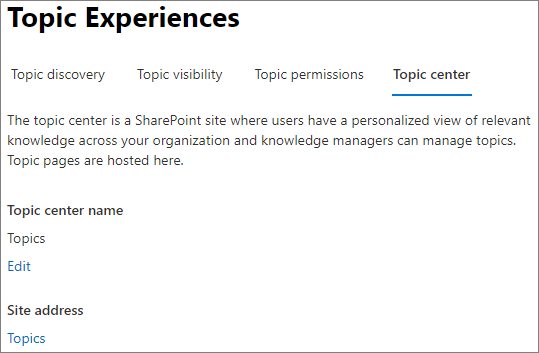 Topic Experiences
Topic discovery Topic visibility Topic permissions Topic center
The topic center is a SharePoint site where users have a personalized view of relevant
knowledge across your organization and knowledge managers can manage topics.
Topic pages are hosted here.
Topic center name
Topics
Edit
Site address
Topics